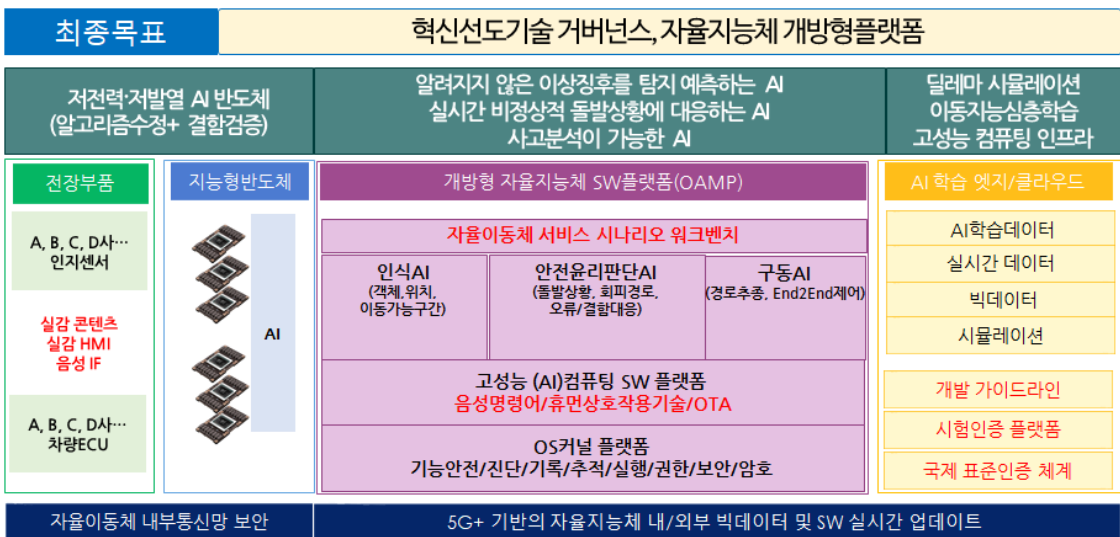 최종목표
혁신선도기술 거버넌스, 자율지능체 개방형플랫폼
저전력·저발열 AI 반도체
(알고리즘수정+ 결함검증)
알려지지 않은 이상징후를 탐지 예측하는 AI
실시간 비정상적 돌발상황에 대응하는 AI
사고분석이 가능한 AI
딜레마 시뮬레이션
이동지능심층학습
고성능 컴퓨팅 인프라
전장부품
A, B, C, D사…
인지센서
실감 콘텐츠
실감 HMI
음성 IF
A, B, C, D사…
차량ECU
지능형반도체
AI
개방형 자율지능체 SW플랫폼(OAMP)
자율이동체 서비스 시나리오 워크벤치
인식AI
(객체,위치,
이동가능구간)
안전윤리판단AI
(돌발상황, 회피경로,
오류/결함대응)
구동AI
(경로추종, End2End제어)
고성능 (AI)컴퓨팅 SW 플랫폼
음성명령어/휴먼상호작용기술/OTA
OS커널 플랫폼
기능안전/진단/기록/추적/실행/권한/보안/암호
AI 학습 엣지/클라우드
AI학습데이터
실시간 데이터
빅데이터
시뮬레이션
개발 가이드라인
시험인증 플랫폼
국제 표준인증 체계
자율이동체 내부통신망 보안
5G+ 기반의 자율지능체 내/외부 빅데이터 및 SW 실시간 업데이트